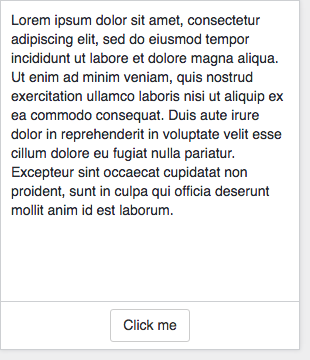 Lorem ipsum dolor sit amet, consectetur
adipiscing elit, sed do eiusmod tempor
incididunt ut labore et dolore magna aliqua.
Ut enim ad minim veniam, quis nostrud
exercitation ullamco laboris nisi ut aliquip ex
ea commodo consequat. Duis aute irure
dolor in reprehenderit in voluptate velit esse
cillum dolore eu fugiat nulla pariatur.
Excepteur sint occaecat cupidatat non
proident, sunt in culpa qui officia deserunt
mollit anim id est laborum.
Click me